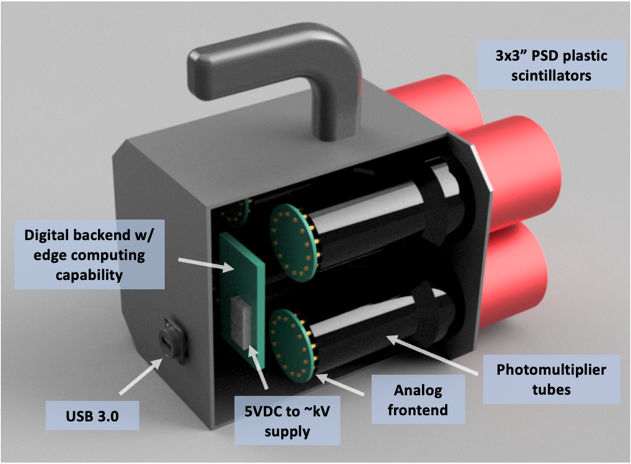 3x3” PSD plastic
scintillators
Digital backend w/
edge computing
capability
Photomultiplier
tubes
USB 3.0
5VDC to ~kV
supply
Analog
frontend